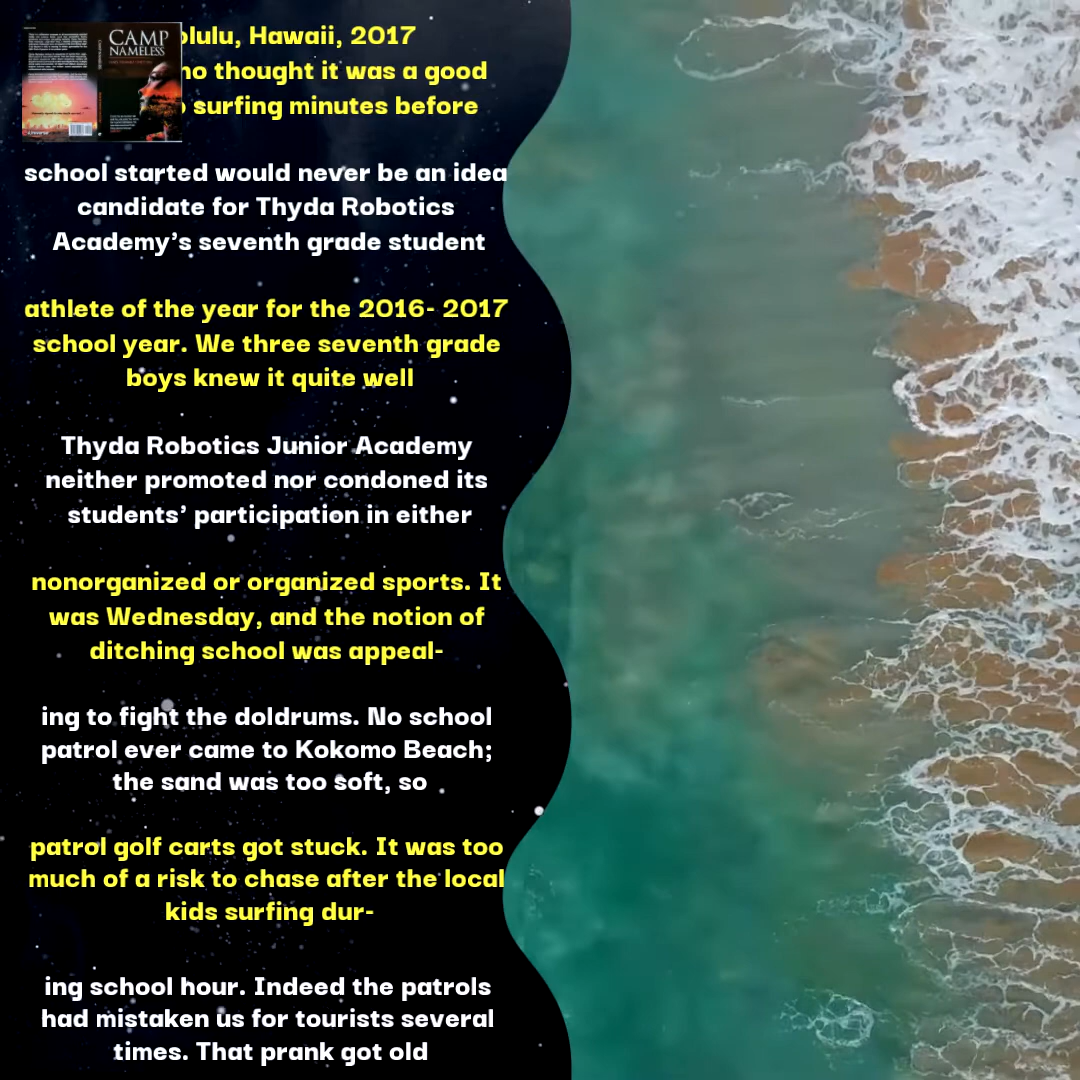 CAMP
NAMELESS
olulu, Hawaii, 2017
ho thought it was a good
surfing minutes before
school started would never be an idea
candidate for Thyda Robotics
Academy’s seventh grade student
athlete of the year for the 2016- 2017
school year. We three seventh grade
boys knew it quite well
Thyda Robotics Junior Academy
neither promoted nor condoned its
students’ participation in either
nonorganized or organized sports. It
was Wednesday, and the notion of
ditching school was appeal-
ing to fight the doldrums. No school
patrol ever came to Kokomo Beach;
the sand was too soft, so
patrol golf carts got stuck. It was too
much of a risk to chase after the local
kids surfing dur-
ing school hour. Indeed the patrols
had mistaken us for tourists several
times. That prank got old